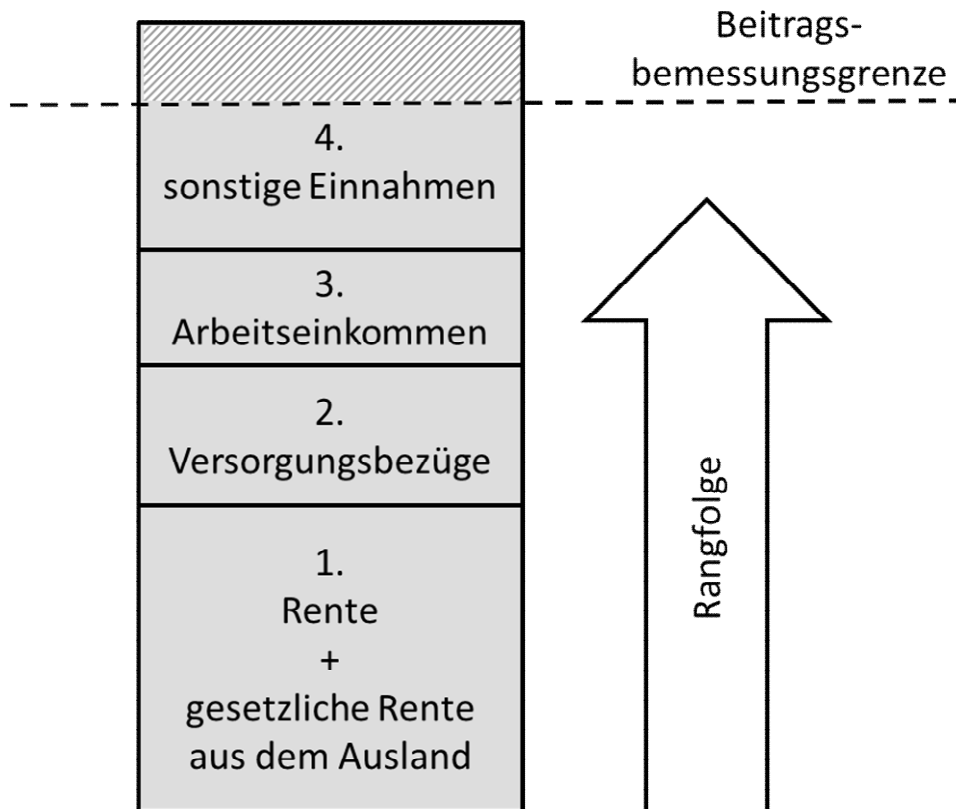 Beitrags-
bemessungsgrenze
4.
sonstige Einnahmen
3.
Arbeitseinkommen
2.
Versorgungsbezüge
1.
Rente
+
gesetzliche Rente
aus dem Ausland
Rangfolge